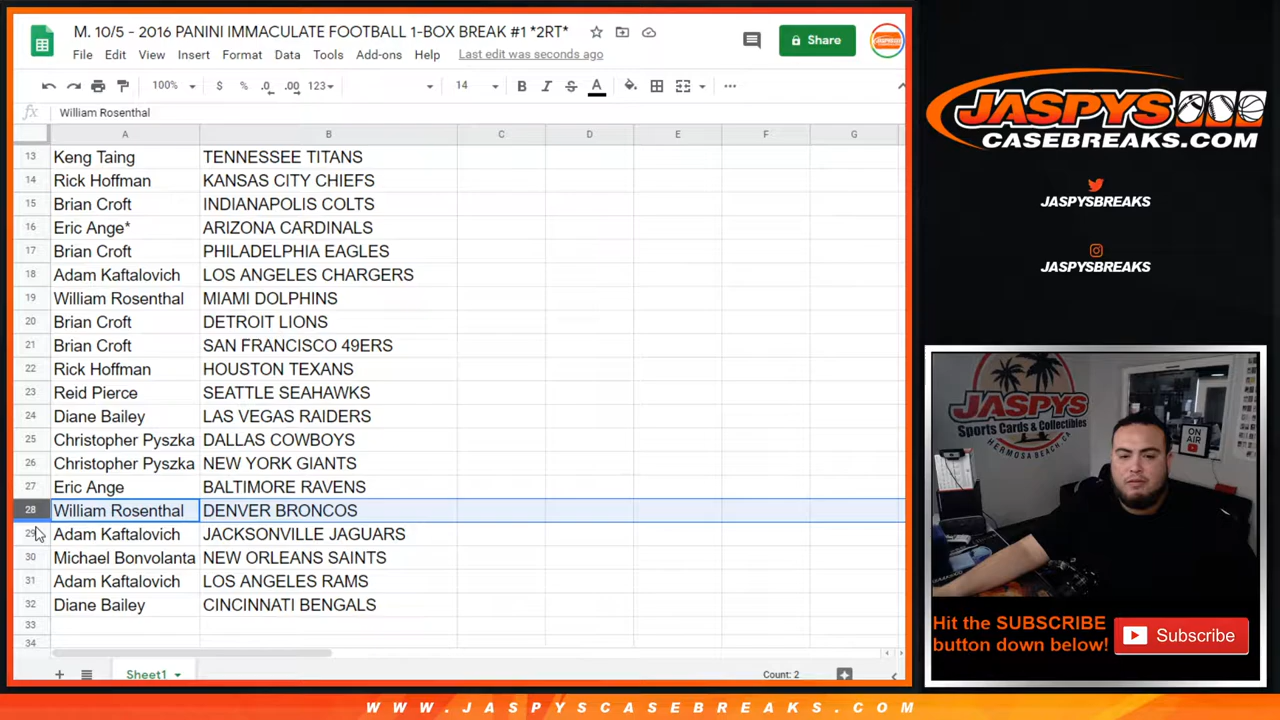 M. 10/5 - 2016 PANINI IMMACULATE FOOTBALL 1-BOX BREAK #1 *2RT*
File Edit View Insert Format Data Tools Add-ons Help Last edit was seconds ago
Share
100% $ % .0 .00 123 14 B I S A
fx William Rosenthal
A B C D E F G
13 Keng Taing TENNESSEE TITANS
14 Rick Hoffman KANSAS CITY CHIEFS
15 Brian Croft INDIANAPOLIS COLTS
16 Eric Ange* ARIZONA CARDINALS
17 Brian Croft PHILADELPHIA EAGLES
18 Adam Kaftalovich LOS ANGELES CHARGERS
19 William Rosenthal MIAMI DOLPHINS
20 Brian Croft DETROIT LIONS
21 Brian Croft SAN FRANCISCO 49ERS
22 Rick Hoffman HOUSTON TEXANS
23 Reid Pierce SEATTLE SEAHAWKS
24 Diane Bailey LAS VEGAS RAIDERS
25 Christopher Pyszka DALLAS COWBOYS
26 Christopher Pyszka NEW YORK GIANTS
27 Eric Ange BALTIMORE RAVENS
28 William Rosenthal DENVER BRONCOS
29 Adam Kaftalovich JACKSONVILLE JAGUARS
30 Michael Bonvolanta NEW ORLEANS SAINTS
31 Adam Kaftalovich LOS ANGELES RAMS
32 Diane Bailey CINCINNATI BENGALS
33
34
Sheet1
Count: 2
JASPYS
CASEBREAKS.COM
JASPYSBREAKS
JASPYSBREAKS
JASPYS
Sports Cards & Collectibles
HERMOSA BEACH, CA
ON AIR
Hit the SUBSCRIBE
button down below!
Subscribe
WWW.JASPYSCASEBREAKS.COM